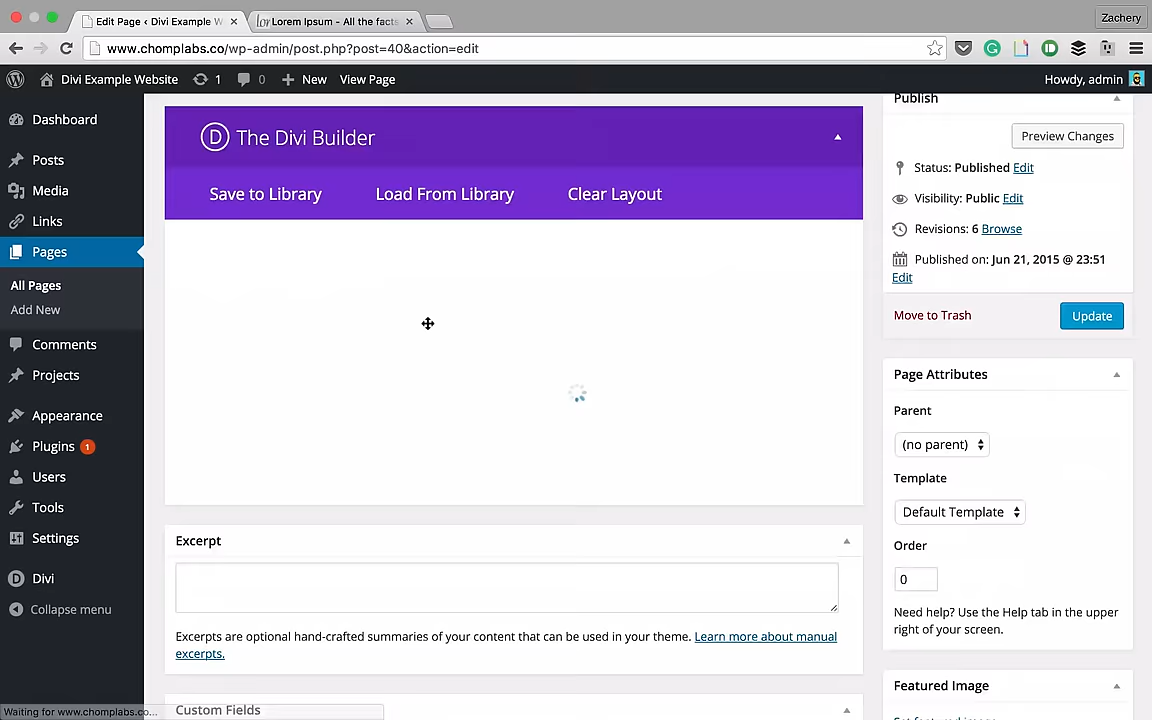 Edit Page ‹ Divi Example W
Lorem Ipsum - All the facts
Zachery
www.chomplabs.co/wp-admin/post.php?post=40&action=edit
Divi Example Website
1
0
New
View Page
Howdy, admin
Dashboard
Posts
Media
Links
Pages
All Pages
Add New
Comments
Projects
Appearance
Plugins 1
Users
Tools
Settings
Divi
Collapse menu
D The Divi Builder
Save to Library
Load From Library
Clear Layout
Excerpt
Excerpts are optional hand-crafted summaries of your content that can be used in your theme. Learn more about manual
excerpts.
Custom Fields
Publish
Preview Changes
Status: Published Edit
Visibility: Public Edit
Revisions: 6 Browse
Published on: Jun 21, 2015 @ 23:51
Edit
Move to Trash
Update
Page Attributes
Parent
(no parent)
Template
Default Template
Order
0
Need help? Use the Help tab in the upper
right of your screen.
Featured Image
Waiting for www.chomplabs.co...